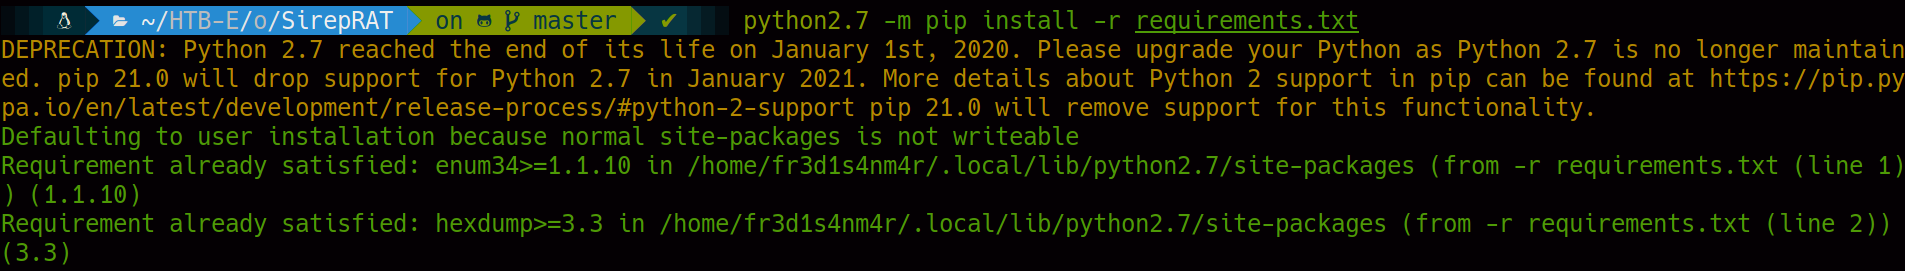 ~/HTB-E/o/SirepRAT on master ✔ python2.7 -m pip install -r requirements.txt
DEPRECATION: Python 2.7 reached the end of its life on January 1st, 2020. Please upgrade your Python as Python 2.7 is no longer maintain
ed. pip 21.0 will drop support for Python 2.7 in January 2021. More details about Python 2 support in pip can be found at https://pip.py
pa.io/en/latest/development/release-process/#python-2-support pip 21.0 will remove support for this functionality.
Defaulting to user installation because normal site-packages is not writeable
Requirement already satisfied: enum34>=1.1.10 in /home/fr3d1s4nm4r/.local/lib/python2.7/site-packages (from -r requirements.txt (line 1)
) (1.1.10)
Requirement already satisfied: hexdump>=3.3 in /home/fr3d1s4nm4r/.local/lib/python2.7/site-packages (from -r requirements.txt (line 2))
(3.3)